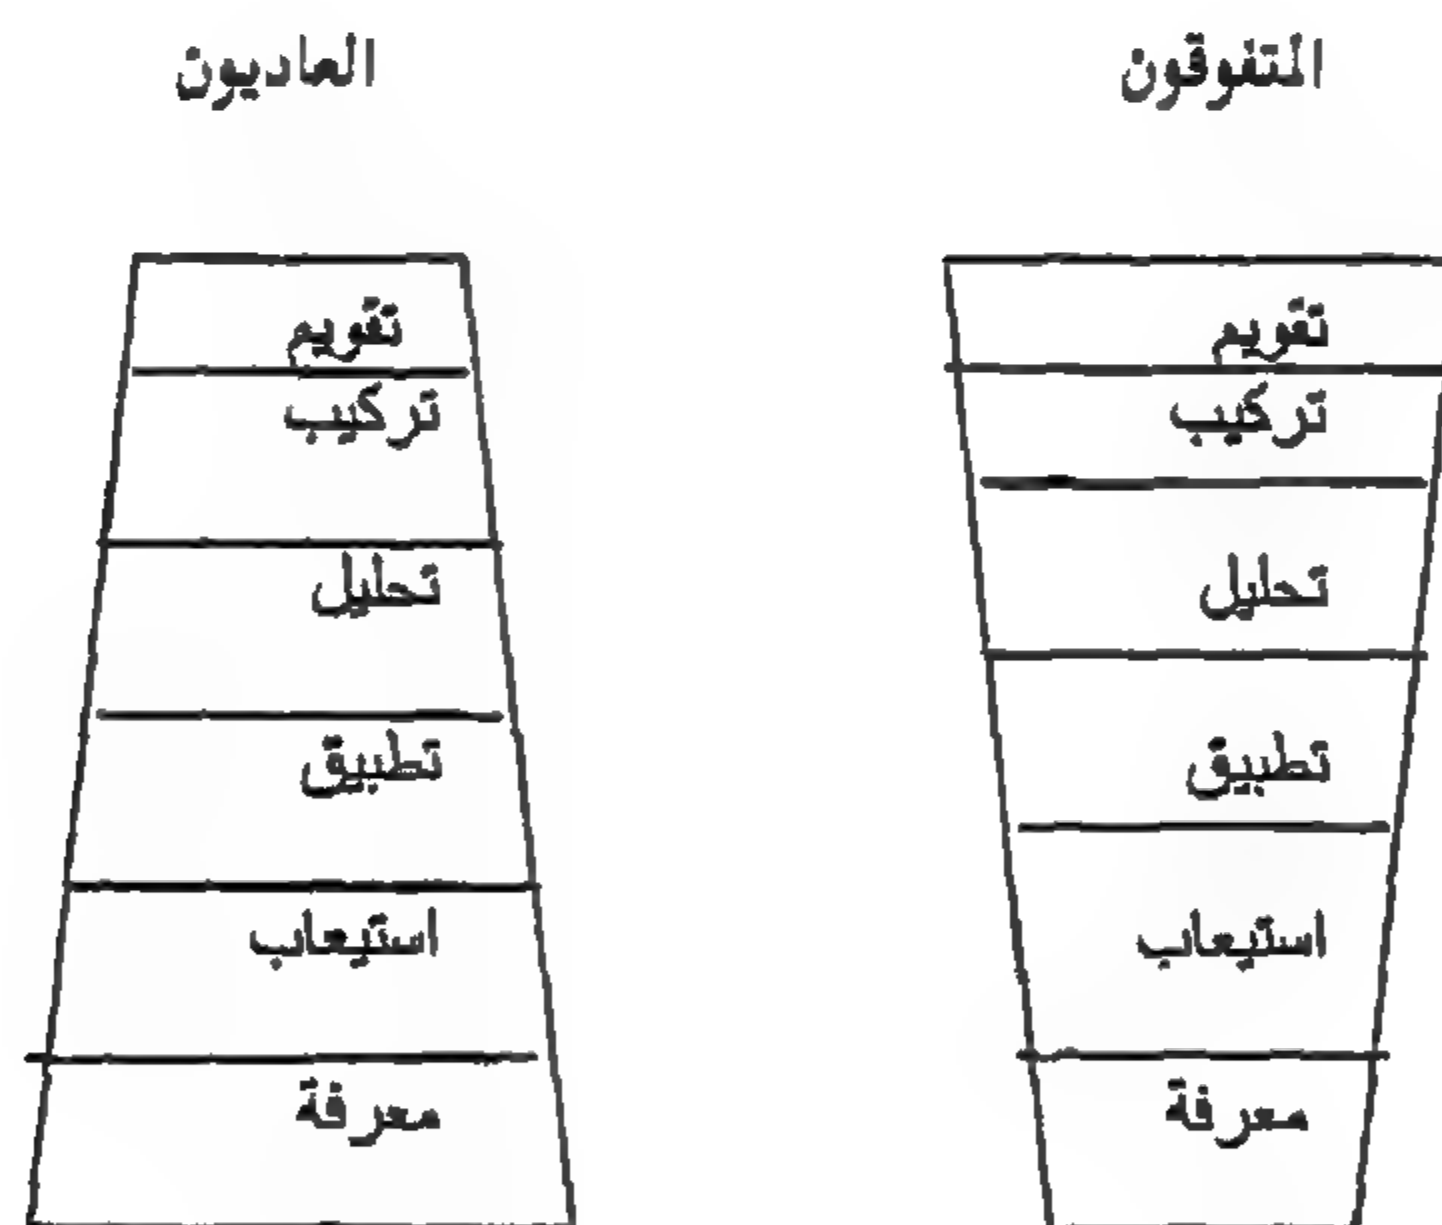 المتفوقون
العاديون
تقويم
تركيب
تحليل
تطبيق
استيعاب
معرفة
تقويم
تركيب
تحليل
تطبيق
استيعاب
معرفة